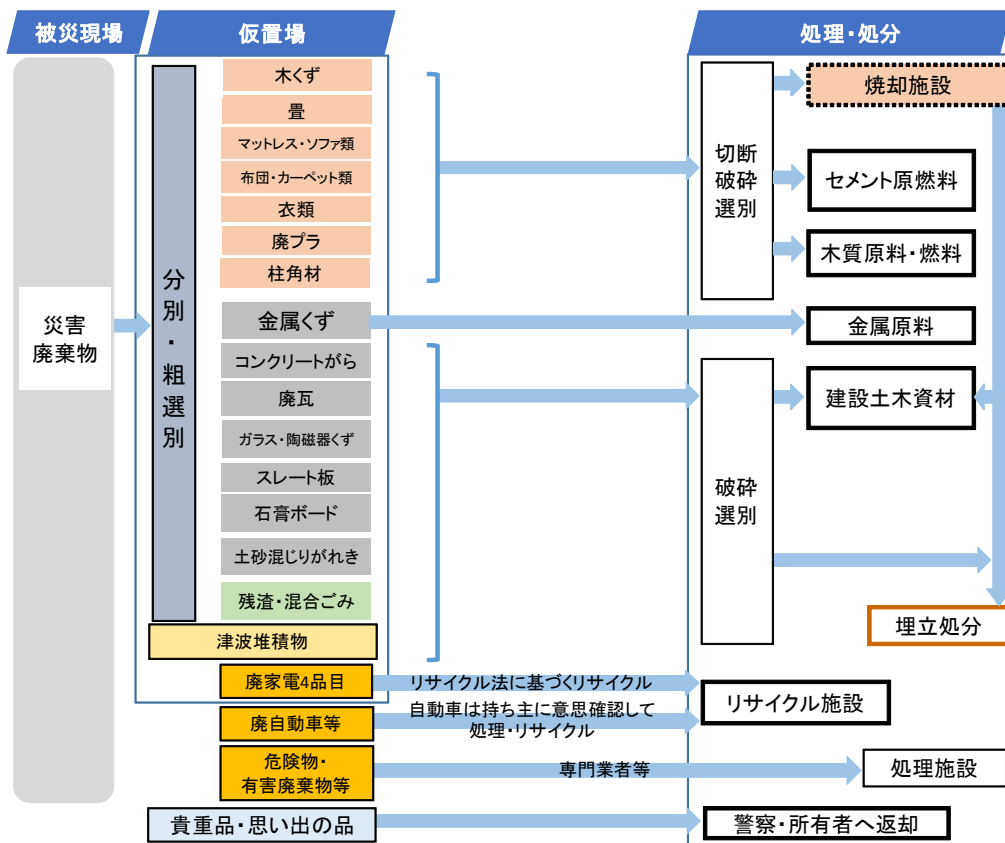 被災現場
仮置場
処理・処分
災害
廃棄物
分別・粗選別
木くず
畳
マットレス・ソファ類
布団・カーペット類
衣類
廃プラ
柱角材
金属くず
コンクリートがら
廃瓦
ガラス・陶磁器くず
スレート板
石膏ボード
土砂混じりがれき
残渣・混合ごみ
津波堆積物
廃家電4品目
廃自動車等
危険物・
有害廃棄物等
貴重品・思い出の品
リサイクル法に基づくリサイクル
自動車は持ち主に意思確認して
処理・リサイクル
専門業者等
切断
破砕
選別
破砕
選別
焼却施設
セメント原燃料
木質原料・燃料
金属原料
建設土木資材
埋立処分
リサイクル施設
処理施設
警察・所有者へ返却